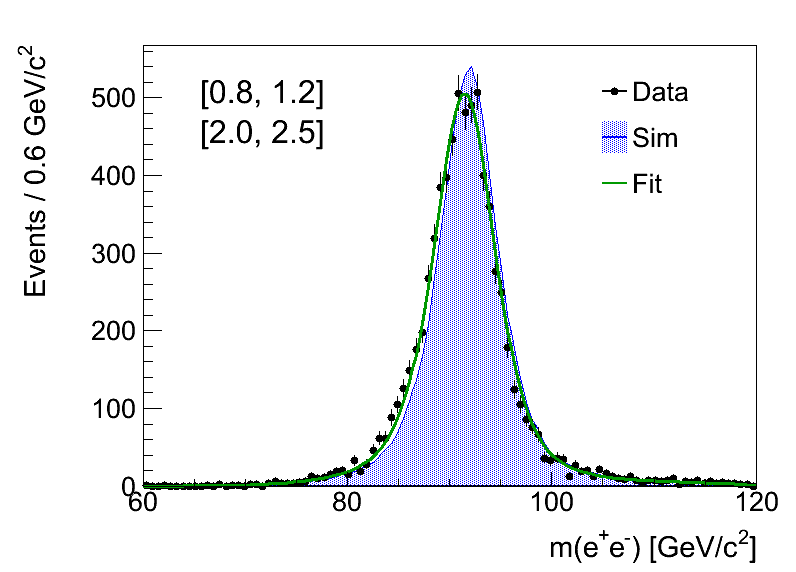 Events / 0.6 GeV/c²
[0.8, 1.2]
[2.0, 2.5]
Data
Sim
Fit
500
400
300
200
100
0
60
80
100
120
m(e⁺e⁻) [GeV/c²]